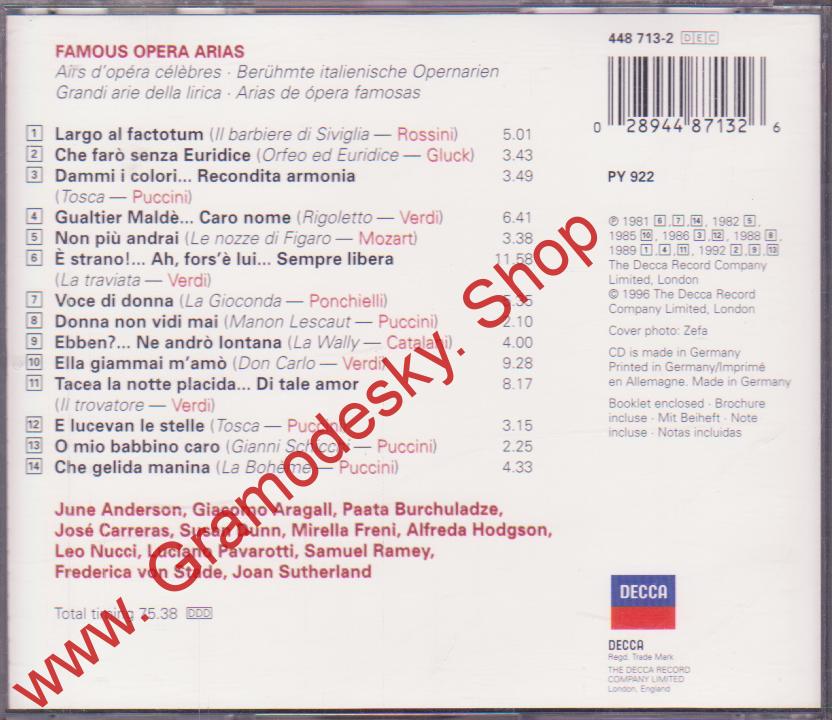 FAMOUS OPERA ARIAS
Airs d'opéra célèbres · Berühmte italienische Opernarien
Grandi arie della lirica · Arias de ópera famosas
1 Largo al factotum (Il barbiere di Siviglia — Rossini) 5.01
2 Che farò senza Euridice (Orfeo ed Euridice — Gluck) 3.43
3 Dammi i colori... Recondita armonia 3.49
(Tosca — Puccini)
4 Gualtier Maldè... Caro nome (Rigoletto — Verdi) 6.41
5 Non più andrai (Le nozze di Figaro — Mozart) 3.38
6 È strano!... Ah, fors'è lui... Sempre libera 11.58
(La traviata — Verdi)
7 Voce di donna (La Gioconda — Ponchielli)
8 Donna non vidi mai (Manon Lescaut — Puccini) 2.10
9 Ebben?... Ne andrò lontana (La Wally — Catalani) 4.00
10 Ella giammai m'amò (Don Carlo — Verdi) 9.28
11 Tacea la notte placida... Di tale amor 8.17
(Il trovatore — Verdi)
12 E lucevan le stelle (Tosca — Puccini) 3.15
13 O mio babbino caro (Gianni Schicchi — Puccini) 2.25
14 Che gelida manina (La Bohème — Puccini) 4.33
June Anderson, Giacomo Aragall, Paata Burchuladze,
José Carreras, Susan Dunn, Mirella Freni, Alfreda Hodgson,
Leo Nucci, Luciano Pavarotti, Samuel Ramey,
Frederica von Stade, Joan Sutherland
Total timing 75.38 DDD
448 713-2 DEC
0 28944 87132 6
PY 922
℗ 1981 6, 7, 14, 1982 5,
1985 10, 1986 3, 12, 1988 8,
1989 1, 4, 11, 1992 2, 9, 13
The Decca Record Company
Limited, London
© 1996 The Decca Record
Company Limited, London
Cover photo: Zefa
CD is made in Germany
Printed in Germany/Imprimé
en Allemagne. Made in Germany
Booklet enclosed · Brochure
incluse · Mit Beiheft · Note
incluse · Notas incluidas
DECCA
DECCA
Regd. Trade Mark
THE DECCA RECORD
COMPANY LIMITED
London, England
www. Gramodesky. Shop